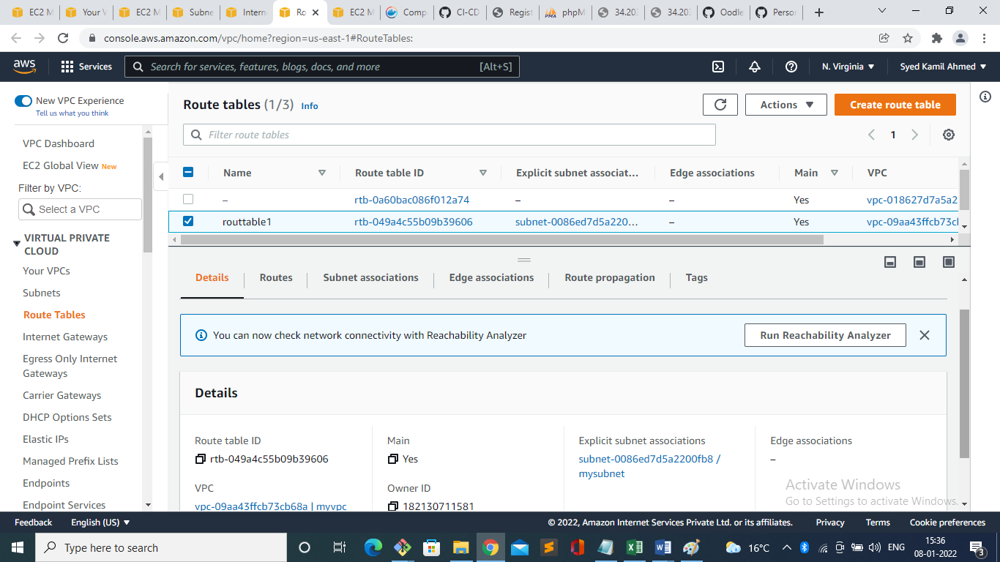 EC2 M
Your V
EC2 M
Subne
Intern
Ro
EC2 M
Comp
CI-CD
Regist
phpM
34.203
34.203
Oodle
Person
console.aws.amazon.com/vpc/home?region=us-east-1#RouteTables:
aws
Services
Search for services, features, blogs, docs, and more
[Alt+S]
N. Virginia
Syed Kamil Ahmed
New VPC Experience
Tell us what you think
VPC Dashboard
EC2 Global View New
Filter by VPC:
Select a VPC
VIRTUAL PRIVATE
CLOUD
Your VPCs
Subnets
Route Tables
Internet Gateways
Egress Only Internet
Gateways
Carrier Gateways
DHCP Option Sets
Elastic IPs
Managed Prefix Lists
Endpoints
Endpoint Services
Route tables (1/3) Info
Actions
Create route table
Filter route tables
1
Name
Route table ID
Explicit subnet associat...
Edge associations
Main
VPC
– rtb-0a60bac086f012a74 – – Yes vpc-018627d7a5a2
routtable1 rtb-049a4c55b09b39606 subnet-0086ed7d5a220... – Yes vpc-09aa43ffcb73cl
Details
Routes
Subnet associations
Edge associations
Route propagation
Tags
You can now check network connectivity with Reachability Analyzer
Run Reachability Analyzer
Details
Route table ID
rtb-049a4c55b09b39606
Main
Yes
Explicit subnet associations
subnet-0086ed7d5a2200fb8 /
mysubnet
Edge associations
–
VPC
vpc-09aa43ffcb73cb68a | myvpc
Owner ID
182130711581
Activate Windows
Go to Settings to activate Windows.
Feedback
English (US)
© 2022, Amazon Internet Services Private Ltd. or its affiliates.
Privacy
Terms
Cookie preferences
Type here to search
16°C
ENG
15:36
08-01-2022
3